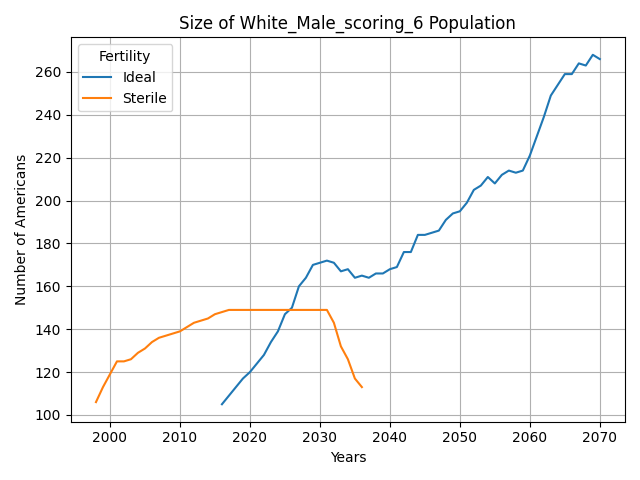 Size of White_Male_scoring_6 Population
Fertility
Ideal
Sterile
Number of Americans
260
240
220
200
180
160
140
120
100
2000 2010 2020 2030 2040 2050 2060 2070
Years